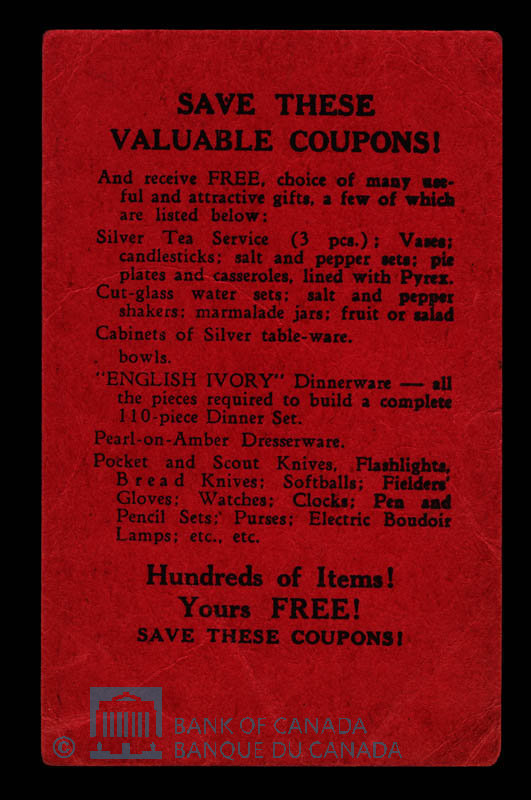 SAVE THESE
VALUABLE COUPONS!
And receive FREE, choice of many use-
ful and attractive gifts, a few of which
are listed below:
Silver Tea Service (3 pcs.); Vases;
candlesticks; salt and pepper sets; pie
plates and casseroles, lined with Pyrex.
Cut-glass water sets; salt and pepper
shakers; marmalade jars; fruit or salad
Cabinets of Silver table-ware.
bowls.
"ENGLISH IVORY" Dinnerware — all
the pieces required to build a complete
110-piece Dinner Set.
Pearl-on-Amber Dresserware.
Pocket and Scout Knives, Flashlights,
Bread Knives; Softballs; Fielders'
Gloves; Watches; Clocks; Pen and
Pencil Sets; Purses; Electric Boudoir
Lamps; etc., etc.
Hundreds of Items!
Yours FREE!
SAVE THESE COUPONS!
© BANK OF CANADA
BANQUE DU CANADA